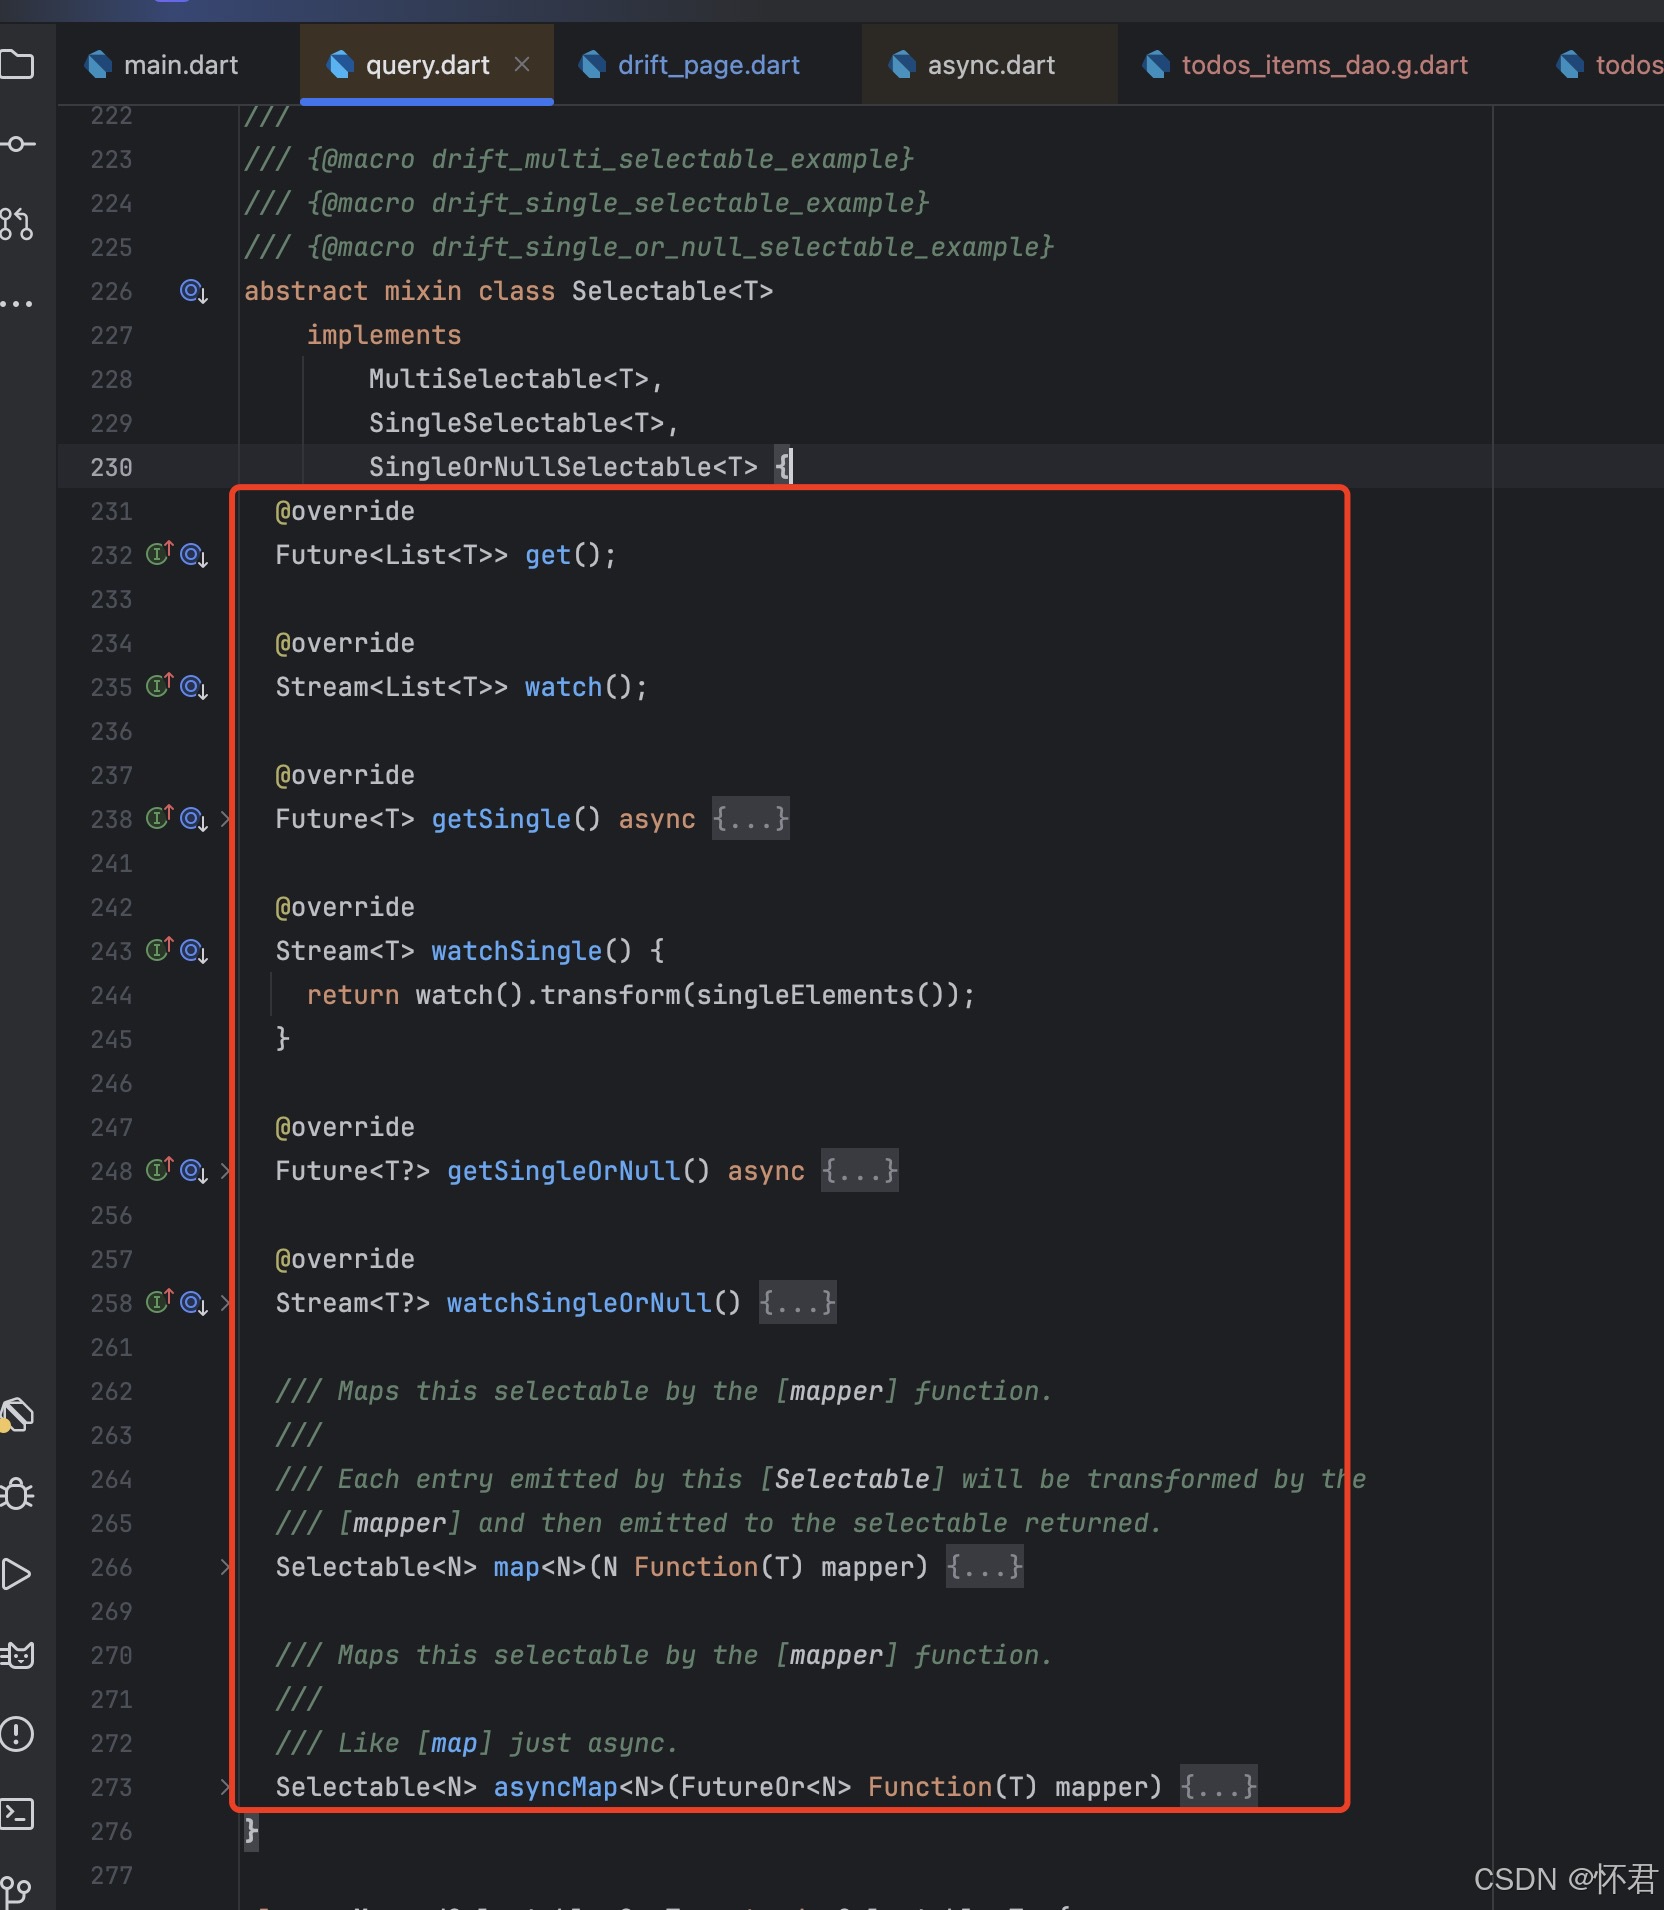 main.dart
query.dart
drift_page.dart
async.dart
todos_items_dao.g.dart
todos
222 ///
223 /// {@macro drift_multi_selectable_example}
224 /// {@macro drift_single_selectable_example}
225 /// {@macro drift_single_or_null_selectable_example}
226 abstract mixin class Selectable<T>
227 implements
228 MultiSelectable<T>,
229 SingleSelectable<T>,
230 SingleOrNullSelectable<T> {
231 @override
232 Future<List<T>> get();
233
234 @override
235 Stream<List<T>> watch();
236
237 @override
238 Future<T> getSingle() async {...}
241
242 @override
243 Stream<T> watchSingle() {
244 return watch().transform(singleElements());
245 }
246
247 @override
248 Future<T?> getSingleOrNull() async {...}
256
257 @override
258 Stream<T?> watchSingleOrNull() {...}
261
262 /// Maps this selectable by the [mapper] function.
263 ///
264 /// Each entry emitted by this [Selectable] will be transformed by the
265 /// [mapper] and then emitted to the selectable returned.
266 Selectable<N> map<N>(N Function(T) mapper) {...}
269
270 /// Maps this selectable by the [mapper] function.
271 ///
272 /// Like [map] just async.
273 Selectable<N> asyncMap<N>(FutureOr<N> Function(T) mapper) {...}
276 }
277
CSDN @怀君